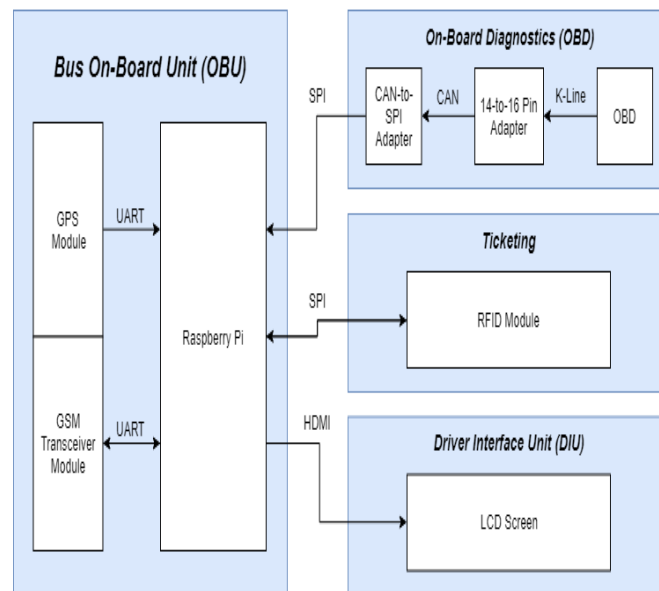 Bus On-Board Unit (OBU)
GPS
Module
UART
GSM
Transceiver
Module
UART
Raspberry Pi
SPI
SPI
HDMI
On-Board Diagnostics (OBD)
CAN-to-
SPI
Adapter
CAN
14-to-16 Pin
Adapter
K-Line
OBD
Ticketing
RFID Module
Driver Interface Unit (DIU)
LCD Screen